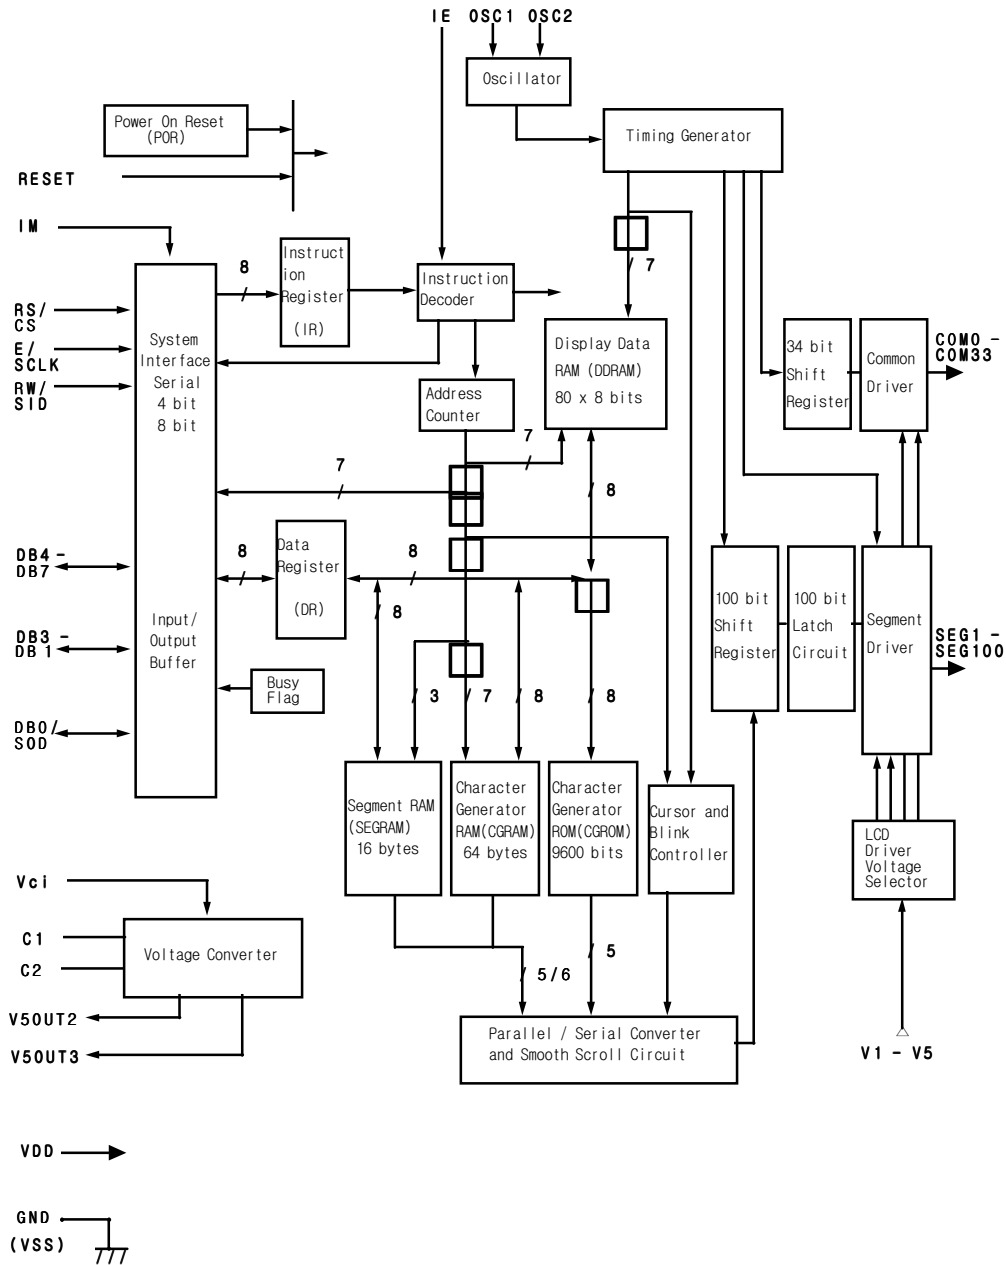 IE OSC1 OSC2
Oscillator
Power On Reset
(POR)
Timing Generator
RESET
IM
8
Instruct
ion
Register
(IR)
Instruction
Decoder
7
RS/
CS
E/
SCLK
RW/
SID
System
Interface
Serial
4 bit
8 bit
Display Data
RAM (DDRAM)
80 x 8 bits
34 bit
Shift
Register
Common
Driver
COM0 -
COM33
Address
Counter
7
7
8
DB4 -
DB7
8
Data
Register
(DR)
8
8
Input/
Output
Buffer
DB3 -
DB1
100 bit
Shift
Register
100 bit
Latch
Circuit
Segment
Driver
SEG1 -
SEG100
Busy
Flag
3
7
8
8
DB0/
SOD
Segment RAM
(SEGRAM)
16 bytes
Character
Generator
RAM(CGRAM)
64 bytes
Character
Generator
ROM(CGROM)
9600 bits
Cursor and
Blink
Controller
LCD
Driver
Voltage
Selector
Vci
C1
C2
Voltage Converter
5/6
5
V5OUT2
V5OUT3
Parallel / Serial Converter
and Smooth Scroll Circuit
V1 - V5
VDD
GND
(VSS)